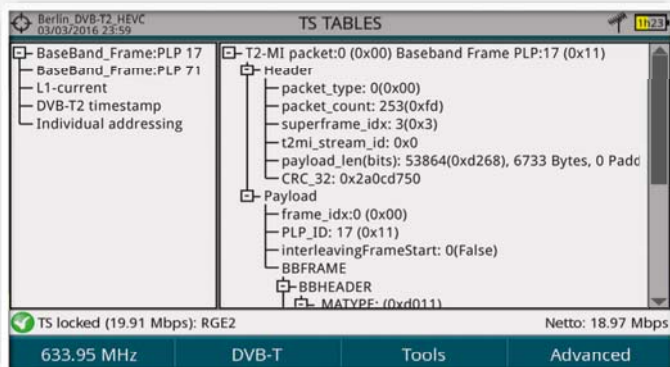 Berlin_DVB-T2_HEVC
03/03/2016 23:59
TS TABLES
1h23
BaseBand_Frame:PLP 17
BaseBand_Frame:PLP 71
L1-current
DVB-T2 timestamp
Individual addressing
T2-MI packet:0 (0x00) Baseband Frame PLP:17 (0x11)
Header
packet_type: 0(0x00)
packet_count: 253(0xfd)
superframe_idx: 3(0x3)
t2mi_stream_id: 0x0
payload_len(bits): 53864(0xd268), 6733 Bytes, 0 Padd
CRC_32: 0x2a0cd750
Payload
frame_idx:0 (0x00)
PLP_ID: 17 (0x11)
interleavingFrameStart: 0(False)
BBFRAME
BBHEADER
MATYPE: (0xd011)
TS locked (19.91 Mbps): RGE2
Netto: 18.97 Mbps
633.95 MHz
DVB-T
Tools
Advanced